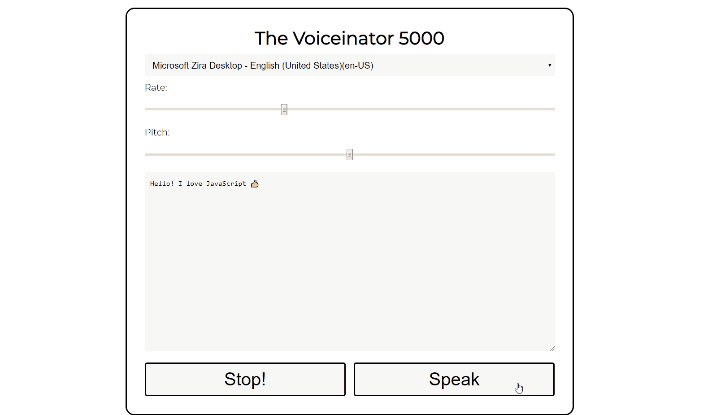 The Voiceinator 5000
Microsoft Zira Desktop - English (United States)(en-US)
Rate:
Pitch:
Hello! I love JavaScript 👍
Stop!
Speak